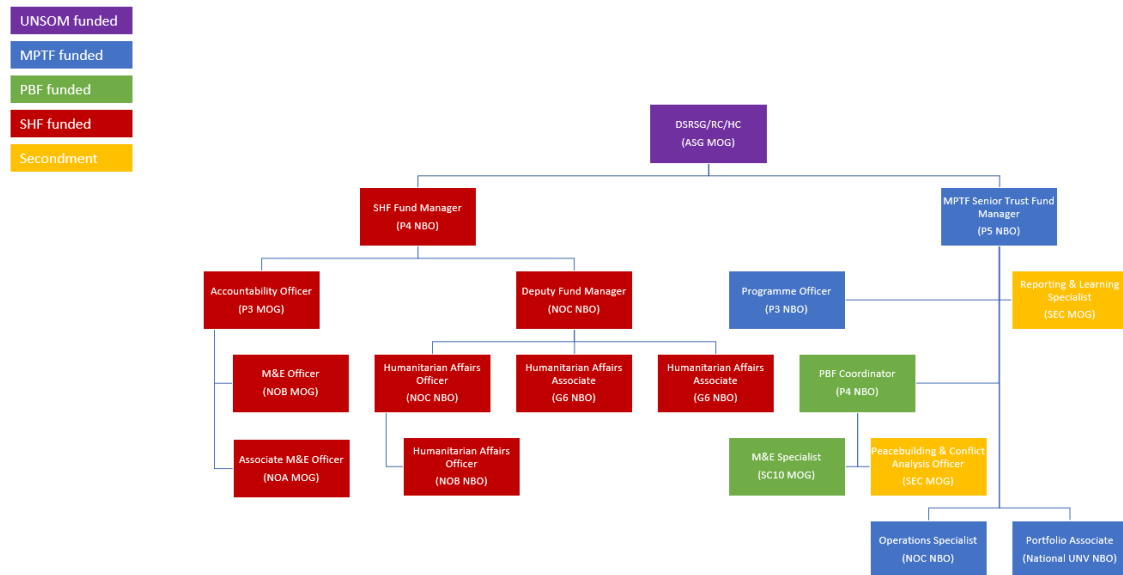 UNSOM funded
MPTF funded
PBF funded
SHF funded
Secondment
DSRSG/RC/HC
(ASG MOG)
SHF Fund Manager
(P4 NBO)
MPTF Senior Trust Fund
Manager
(P5 NBO)
Accountability Officer
(P3 MOG)
Deputy Fund Manager
(NOC NBO)
Programme Officer
(P3 NBO)
Reporting & Learning
Specialist
(SEC MOG)
M&E Officer
(NOB MOG)
Humanitarian Affairs
Officer
(NOC NBO)
Humanitarian Affairs
Associate
(G6 NBO)
Humanitarian Affairs
Associate
(G6 NBO)
PBF Coordinator
(P4 NBO)
Associate M&E Officer
(NOA MOG)
Humanitarian Affairs
Officer
(NOB NBO)
M&E Specialist
(SC10 MOG)
Peacebuilding & Conflict
Analysis Officer
(SEC MOG)
Operations Specialist
(NOC NBO)
Portfolio Associate
(National UNV NBO)